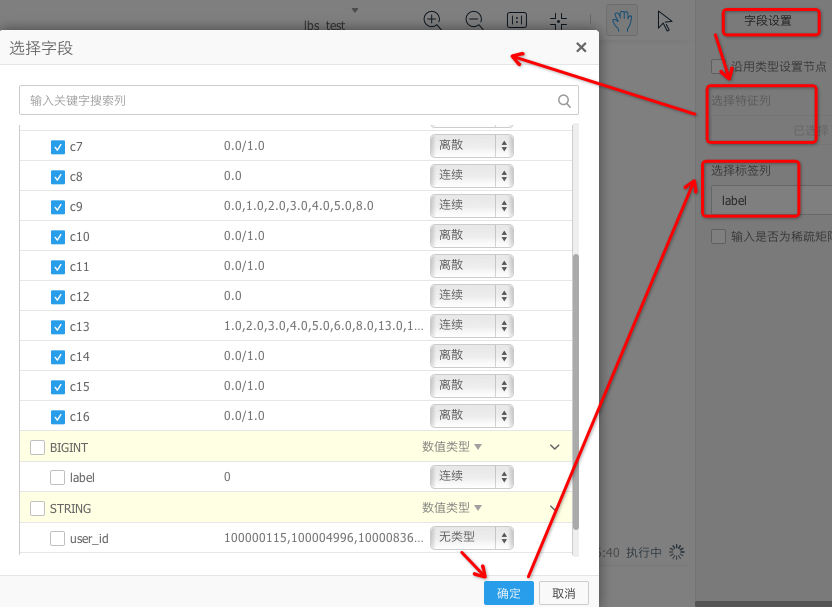 lbs_test
字段设置
选择字段
沿用类型设置节点
输入关键字搜索列
选择特征列
已选择
c7 0.0/1.0 离散
c8 0.0 连续
选择标签列
c9 0.0,1.0,2.0,3.0,4.0,5.0,8.0 连续
label
c10 0.0/1.0 离散
输入是否为稀疏矩阵
c11 0.0/1.0 离散
c12 0.0 连续
c13 1.0,2.0,3.0,4.0,5.0,6.0,8.0,13.0,1... 连续
c14 0.0/1.0 离散
c15 0.0/1.0 离散
c16 0.0/1.0 离散
BIGINT 数值类型
label 0 连续
STRING 数值类型
user_id 100000115,100004996,10000836... 无类型
:40 执行中
确定 取消